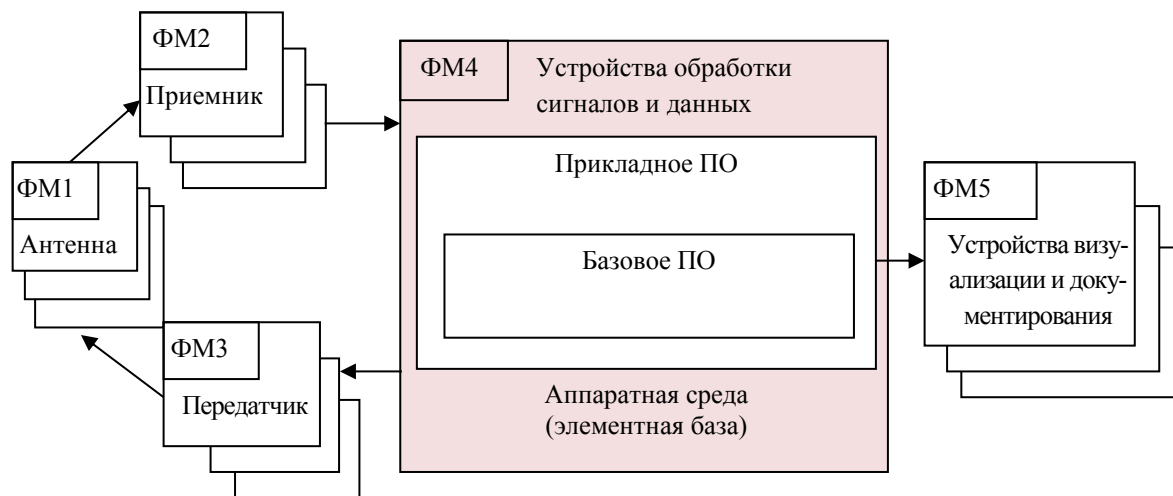 ФМ2
Приемник
ФМ1
Антенна
ФМ3
Передатчик
ФМ4
Устройства обработки
сигналов и данных
Прикладное ПО
Базовое ПО
Аппаратная среда
(элементная база)
ФМ5
Устройства визу-
ализации и доку-
ментирования